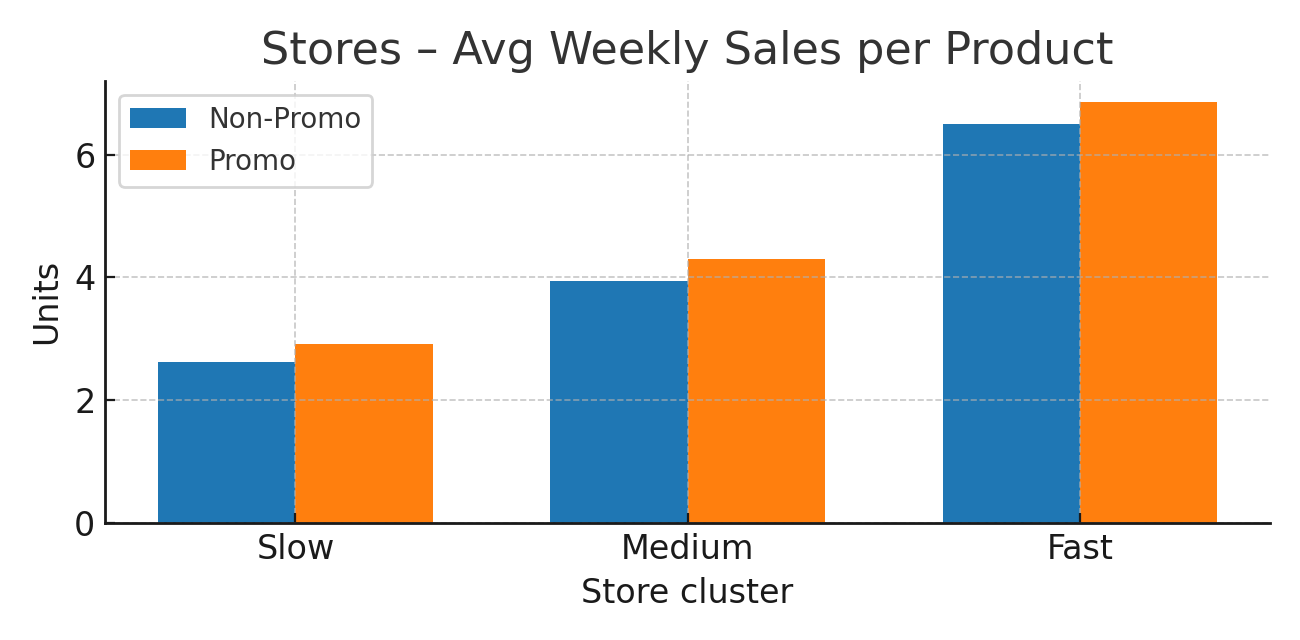 Stores – Avg Weekly Sales per Product
Non-Promo
Promo
Units
6
4
2
0
Slow
Medium
Fast
Store cluster